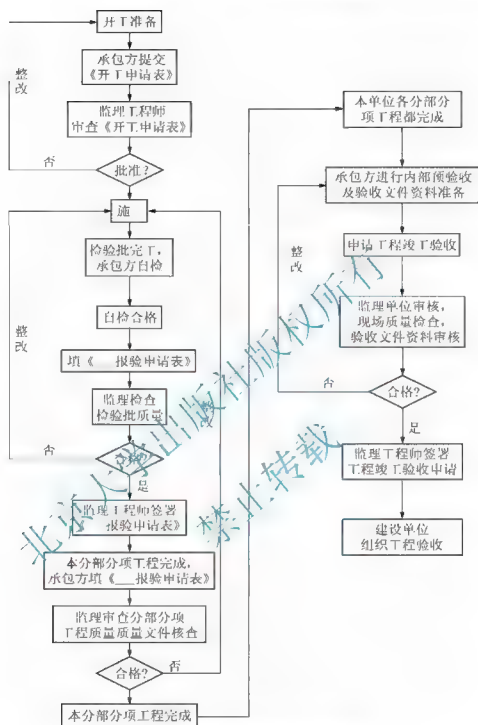 开工准备
承包方提交
《开工申请表》
整改
监理工程师
审查《开工申请表》
否
批准？
施
检验批完工，
承包方自检
自检合格
整改
填《___报验申请表》
监理检查
检验批质量
否
是
监理工程师签署
报验申请表》
本分部分项工程完成，
承包方填《___报验申请表》
监理审查分部分项
工程质量质量文件核查
合格？
否
本分部分项工程完成
本单位各分部分
项工程都完成
承包方进行内部预验收
及验收文件资料准备
整改
申请工程竣工验收
监理单位审核，
现场质量检查，
验收文件资料审核
否
合格？
是
监理工程师签署
工程竣工验收申请
建设单位
组织工程验收
北京大学出版社版权所有
禁止转载